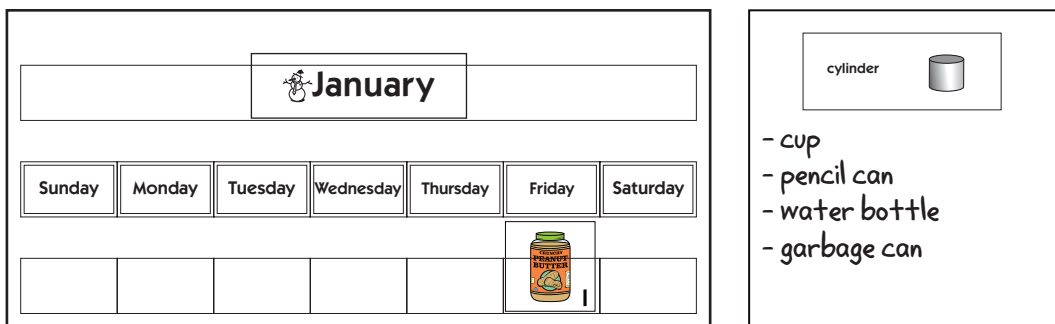 January
Sunday Monday Tuesday Wednesday Thursday Friday Saturday
CRUNCHY
PEANUT
BUTTER
1
cylinder
- cup
- pencil can
- water bottle
- garbage can